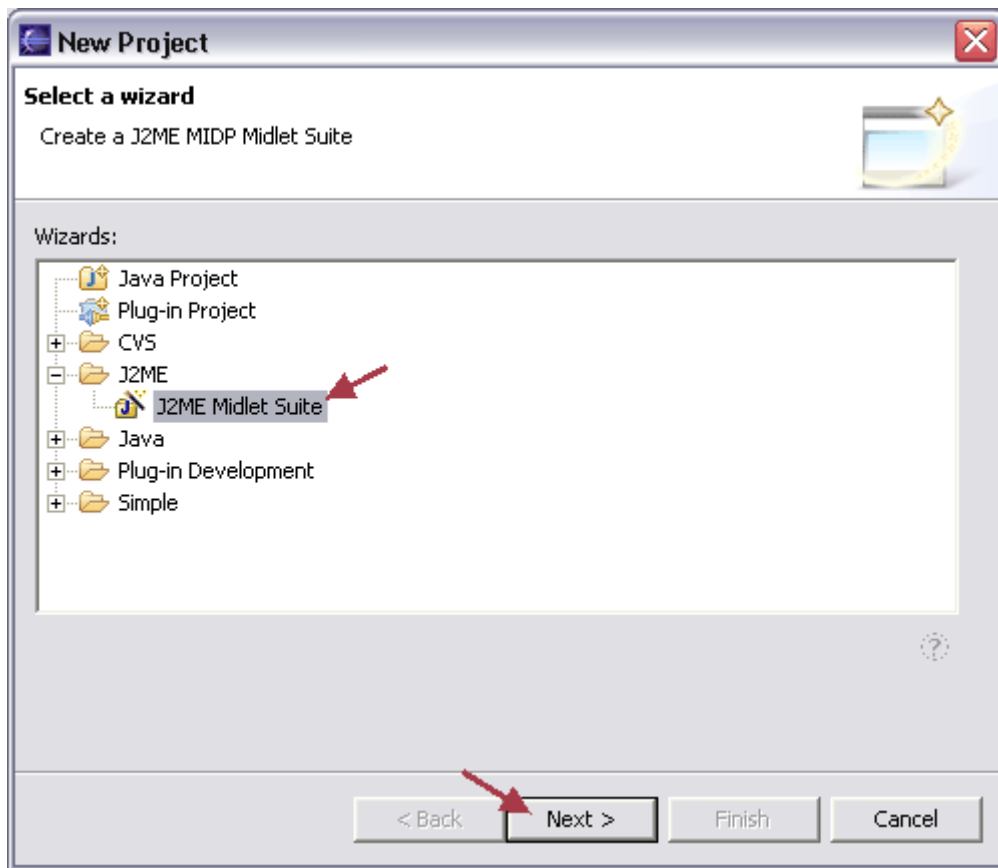 New Project
Select a wizard
Create a J2ME MIDP Midlet Suite
Wizards:
Java Project
Plug-in Project
CVS
J2ME
J2ME Midlet Suite
Java
Plug-in Development
Simple
?
< Back Next > Finish Cancel